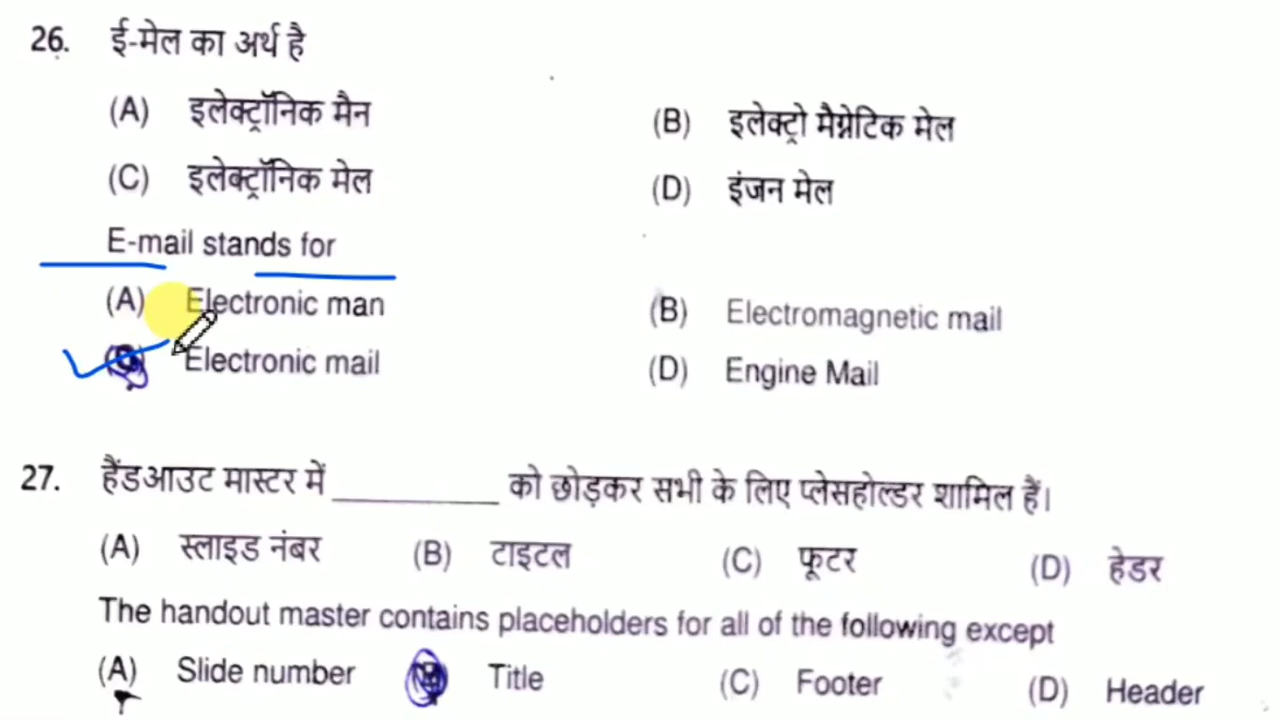 26. ई-मेल का अर्थ है
(A) इलेक्ट्रॉनिक मैन (B) इलेक्ट्रो मैग्नेटिक मेल
(C) इलेक्ट्रॉनिक मेल (D) इंजन मेल
E-mail stands for
(A) Electronic man (B) Electromagnetic mail
(C) Electronic mail (D) Engine Mail
27. हैंडआउट मास्टर में __________ को छोड़कर सभी के लिए प्लेसहोल्डर शामिल हैं।
(A) स्लाइड नंबर (B) टाइटल (C) फूटर (D) हेडर
The handout master contains placeholders for all of the following except
(A) Slide number (B) Title (C) Footer (D) Header